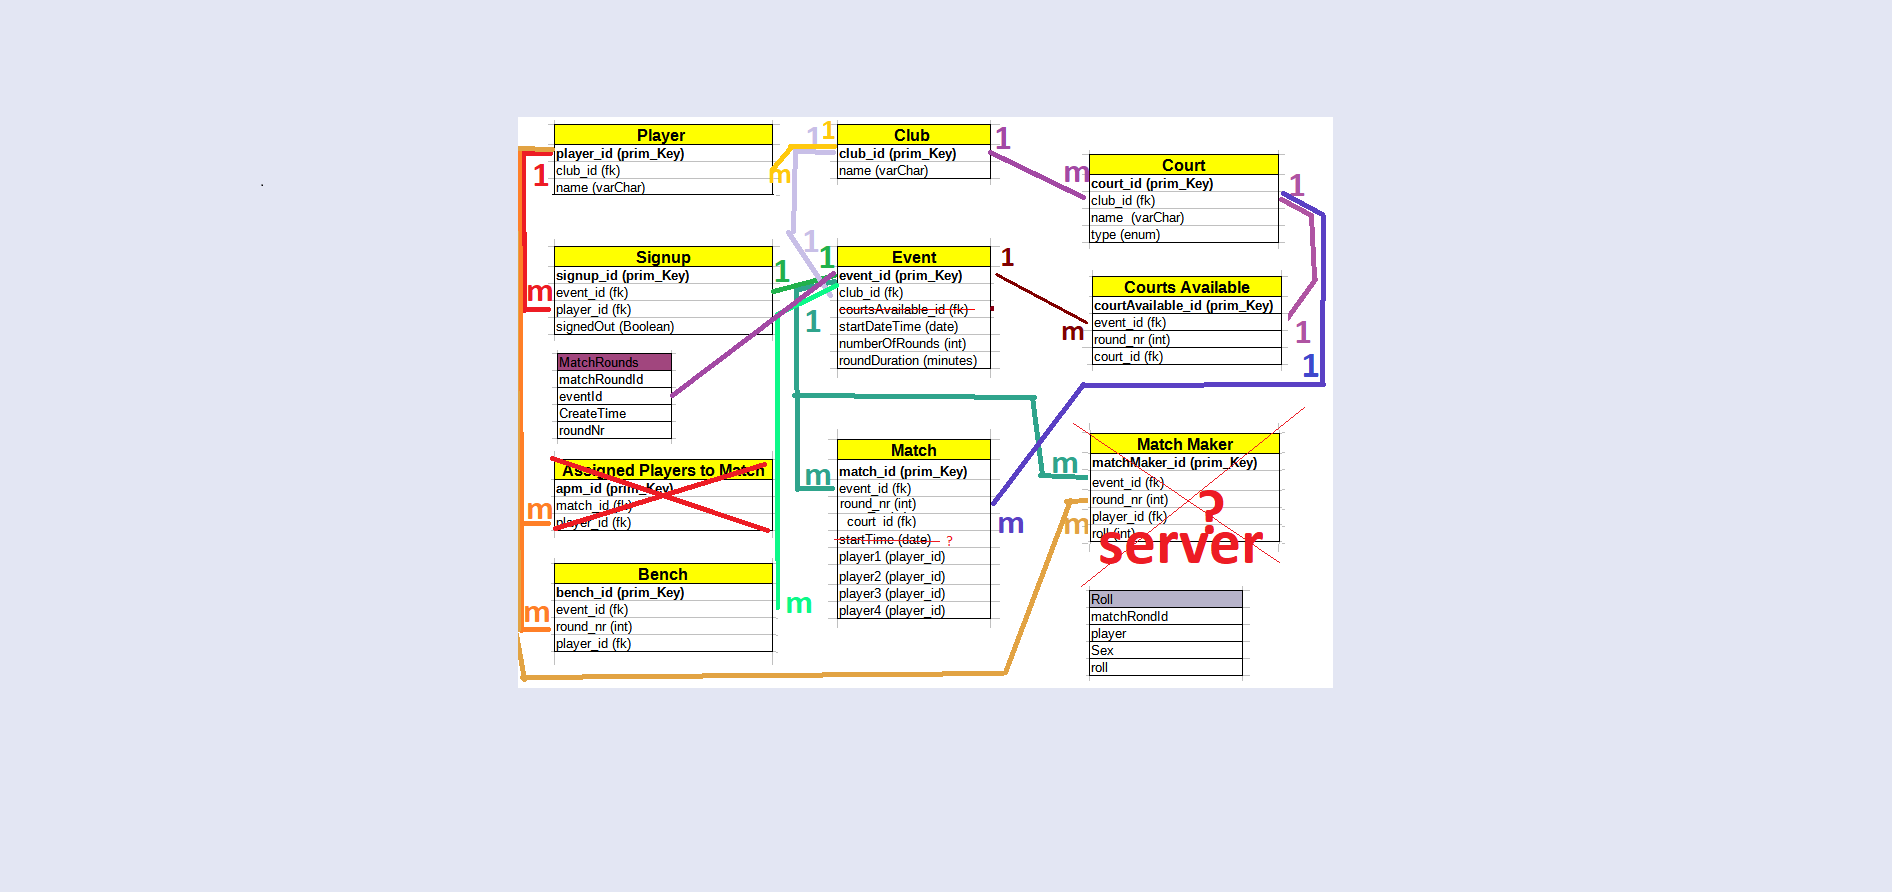 Player
player_id (prim_Key)
club_id (fk)
name (varChar)
1
m
1
1
Club
club_id (prim_Key)
name (varChar)
1
m
Court
court_id (prim_Key)
club_id (fk)
name (varChar)
type (enum)
1
Signup
signup_id (prim_Key)
event_id (fk)
player_id (fk)
signedOut (Boolean)
m
1
1
1
1
Event
event_id (prim_Key)
club_id (fk)
courtsAvailable_id (fk)
startDateTime (date)
numberOfRounds (int)
roundDuration (minutes)
1
m
Courts Available
courtAvailable_id (prim_Key)
event_id (fk)
round_nr (int)
court_id (fk)
1
1
MatchRounds
matchRoundId
eventId
CreateTime
roundNr
Assigned Players to Match
apm_id (prim_Key)
match_id (fk)
player_id (fk)
m
Match
match_id (prim_Key)
event_id (fk)
round_nr (int)
court_id (fk)
startTime (date) ?
player1 (player_id)
player2 (player_id)
player3 (player_id)
player4 (player_id)
m
m
Match Maker
matchMaker_id (prim_Key)
event_id (fk)
round_nr (int)
player_id (fk)
roll (int)
m
m
?
server
Bench
bench_id (prim_Key)
event_id (fk)
round_nr (int)
player_id (fk)
m
m
Roll
matchRondId
player
Sex
roll